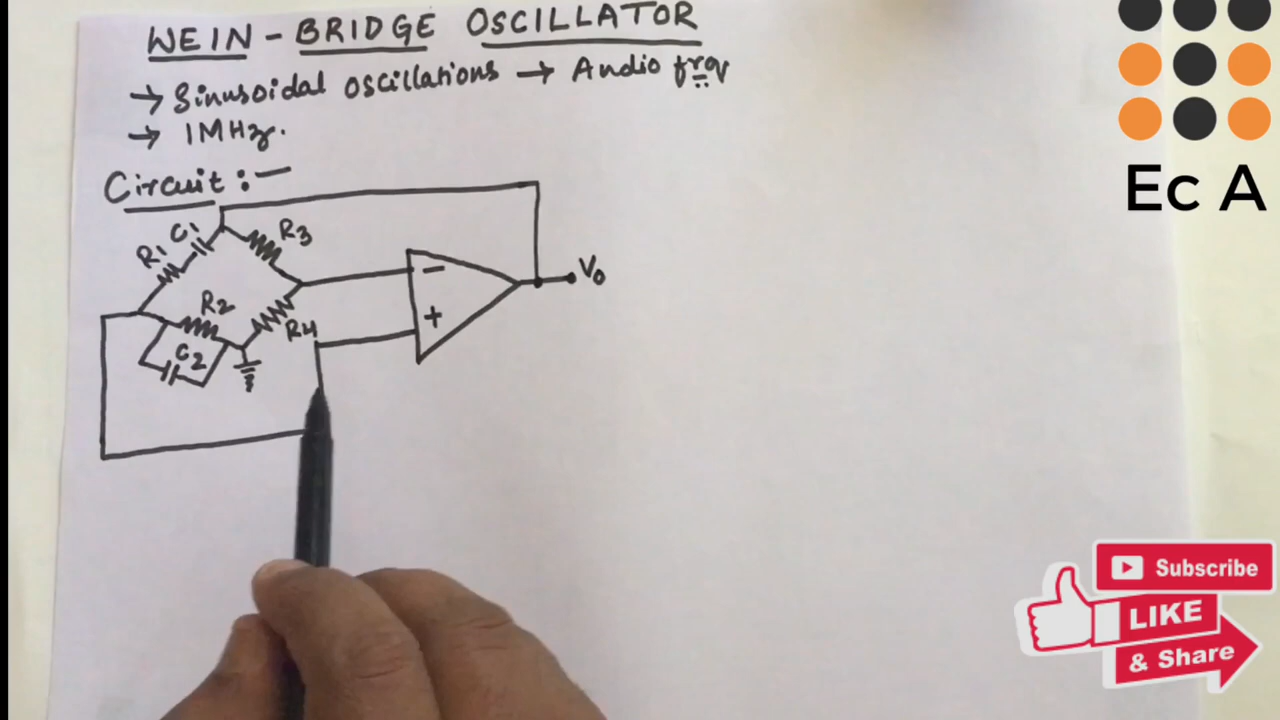 WEIN - BRIDGE OSCILLATOR
→ Sinusoidal oscillations → Audio freq
→ 1MHz.
Circuit :-
R1 C1 R3
R2 R4
C2
- +
Vo
Ec A
Subscribe
LIKE
& Share